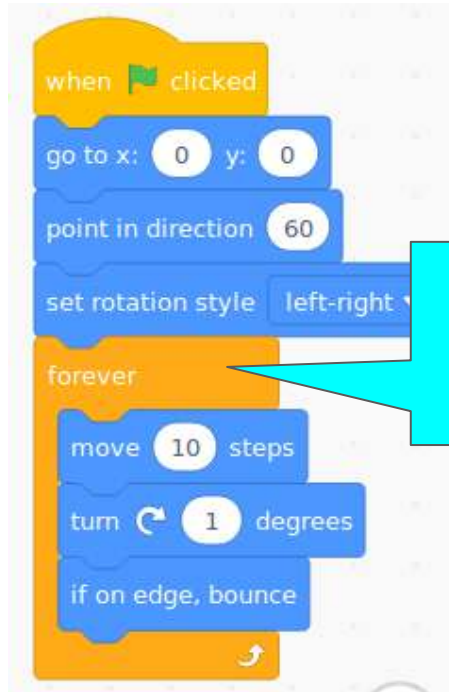 when clicked
go to x: 0 y: 0
point in direction 60
set rotation style left-right
forever
move 10 steps
turn 1 degrees
if on edge, bounce